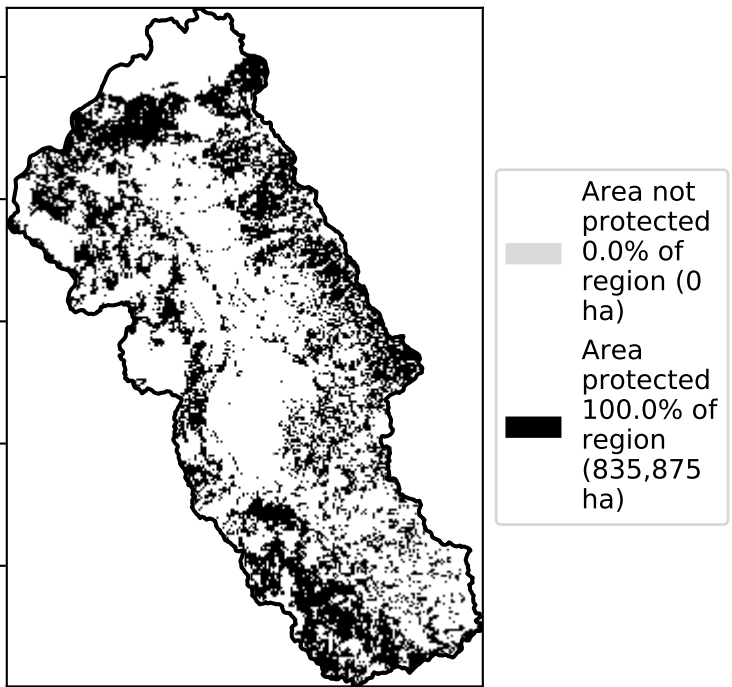 Area not
protected
0.0% of
region (0
ha)
Area
protected
100.0% of
region
(835,875
ha)